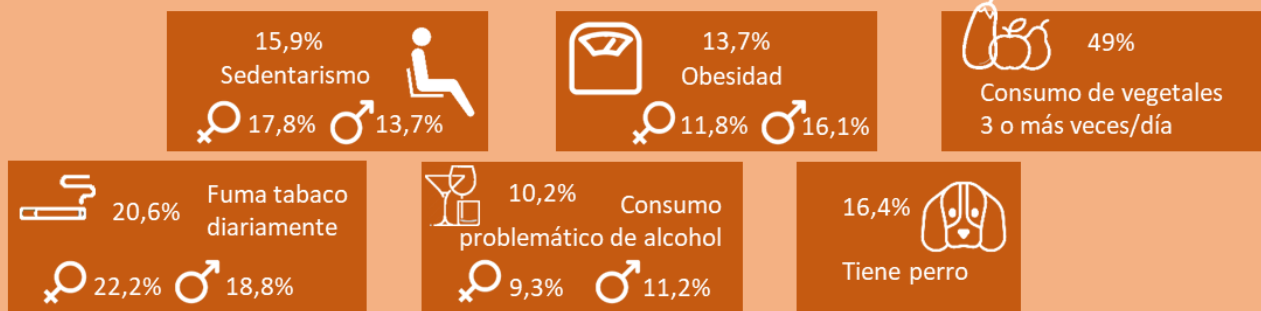 15,9%
Sedentarismo
17,8% 13,7%
13,7%
Obesidad
11,8% 16,1%
49%
Consumo de vegetales
3 o más veces/día
20,6%
Fuma tabaco
diariamente
22,2% 18,8%
10,2% Consumo
problemático de alcohol
9,3% 11,2%
16,4%
Tiene perro